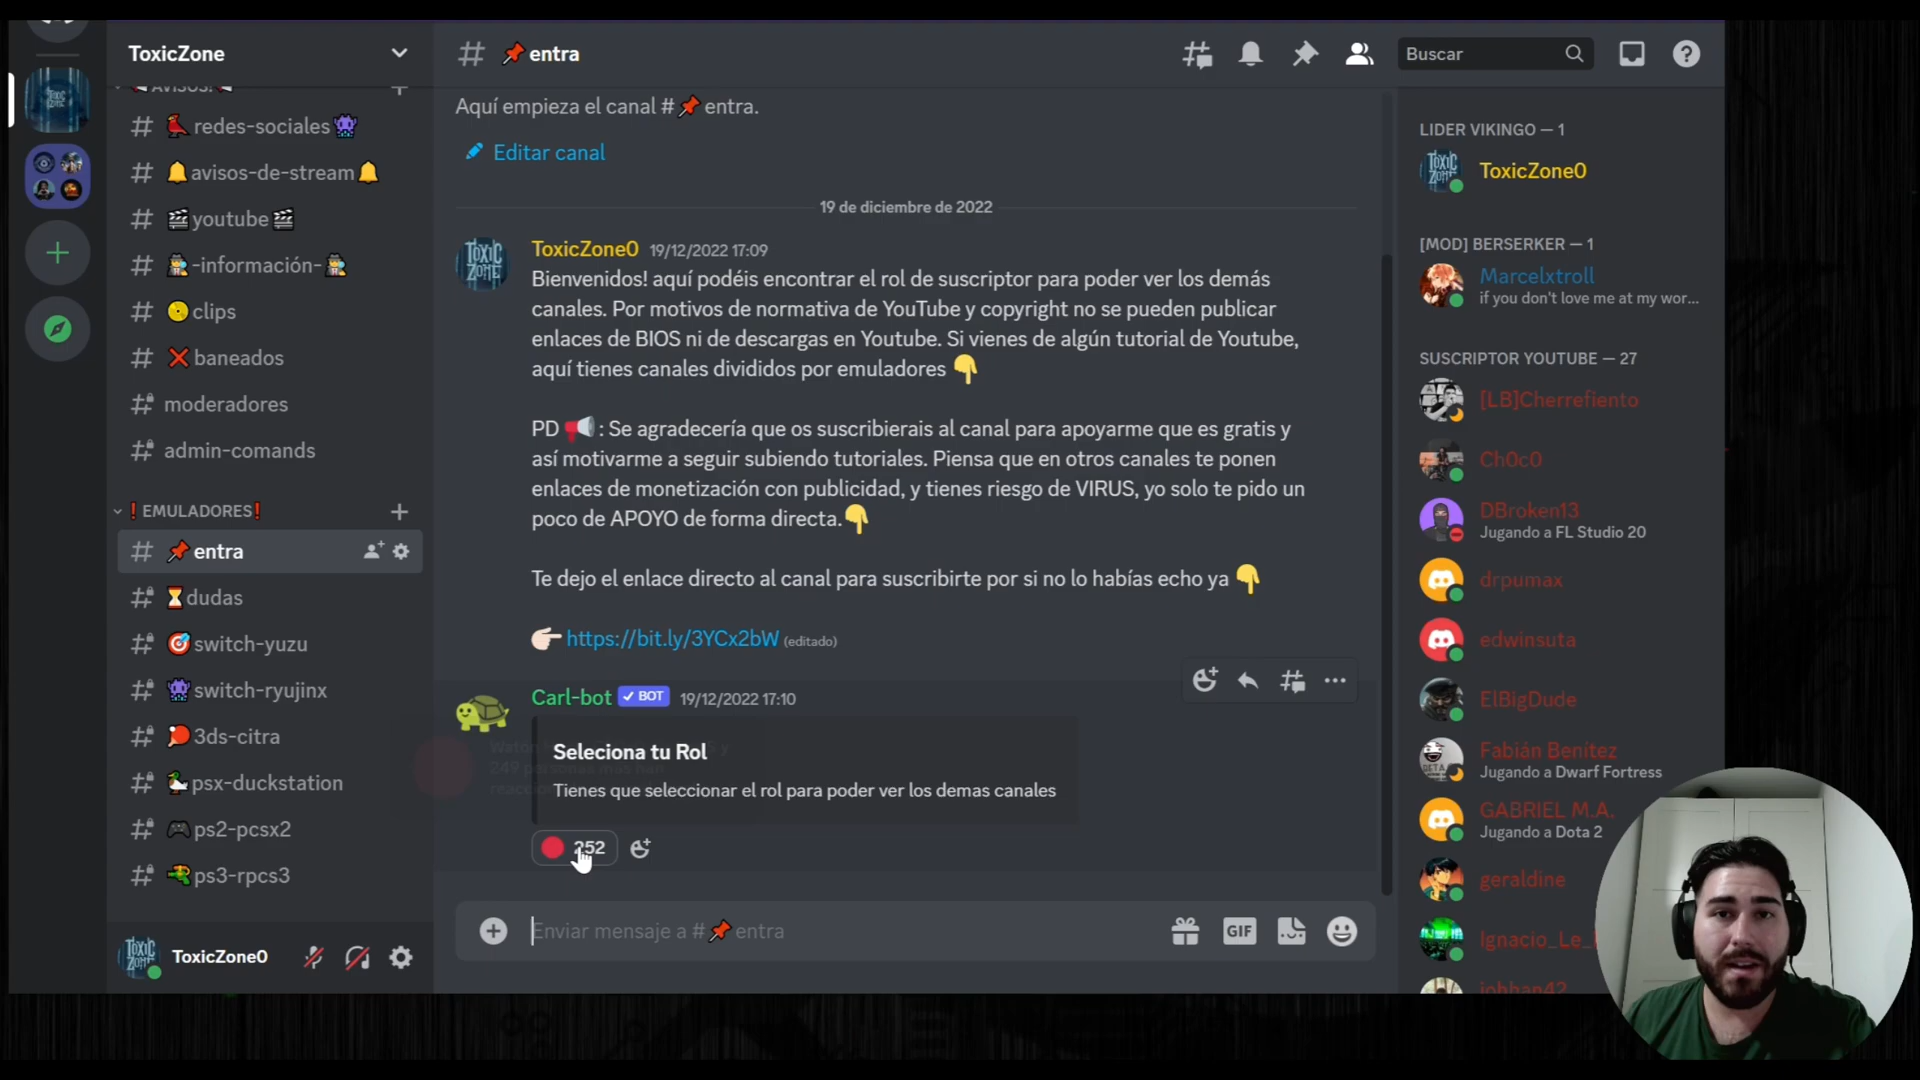 ToxicZone
# 📌 entra
Buscar
AVISOS!
# redes-sociales
# 🔔avisos-de-stream🔔
# 🎬youtube🎬
# -información-
# clips
# ❌ baneados
# moderadores
# admin-comands
❗EMULADORES❗
# 📌 entra
# ⏳dudas
# 🎯switch-yuzu
# 👾switch-ryujinx
# 🏓3ds-citra
# 🦆psx-duckstation
# 🎮ps2-pcsx2
# 🔫ps3-rpcs3
ToxicZone0
Aquí empieza el canal #📌entra.
Editar canal
19 de diciembre de 2022
TOXIC ZONE
ToxicZone0 19/12/2022 17:09
Bienvenidos! aquí podéis encontrar el rol de suscriptor para poder ver los demás
canales. Por motivos de normativa de YouTube y copyright no se pueden publicar
enlaces de BIOS ni de descargas en Youtube. Si vienes de algún tutorial de Youtube,
aquí tienes canales divididos por emuladores 👇
PD 📢: Se agradecería que os suscribierais al canal para apoyarme que es gratis y
así motivarme a seguir subiendo tutoriales. Piensa que en otros canales te ponen
enlaces de monetización con publicidad, y tienes riesgo de VIRUS, yo solo te pido un
poco de APOYO de forma directa.👇
Te dejo el enlace directo al canal para suscribirte por si no lo habías echo ya 👇
👉https://bit.ly/3YCx2bW (editado)
Carl-bot ✓ BOT 19/12/2022 17:10
Seleciona tu Rol
Tienes que seleccionar el rol para poder ver los demas canales
🔴 252
Enviar mensaje a #📌entra
GIF
LIDER VIKINGO — 1
ToxicZone0
[MOD] BERSERKER — 1
Marcelxtroll
if you don't love me at my wor...
SUSCRIPTOR YOUTUBE — 27
[LB]Cherrefiento
Ch0c0
DBroken13
Jugando a FL Studio 20
drpumax
edwinsuta
ElBigDude
Fabián Benítez
Jugando a Dwarf Fortress
GABRIEL M.A.
Jugando a Dota 2
geraldine
Ignacio_Le_
johhan42